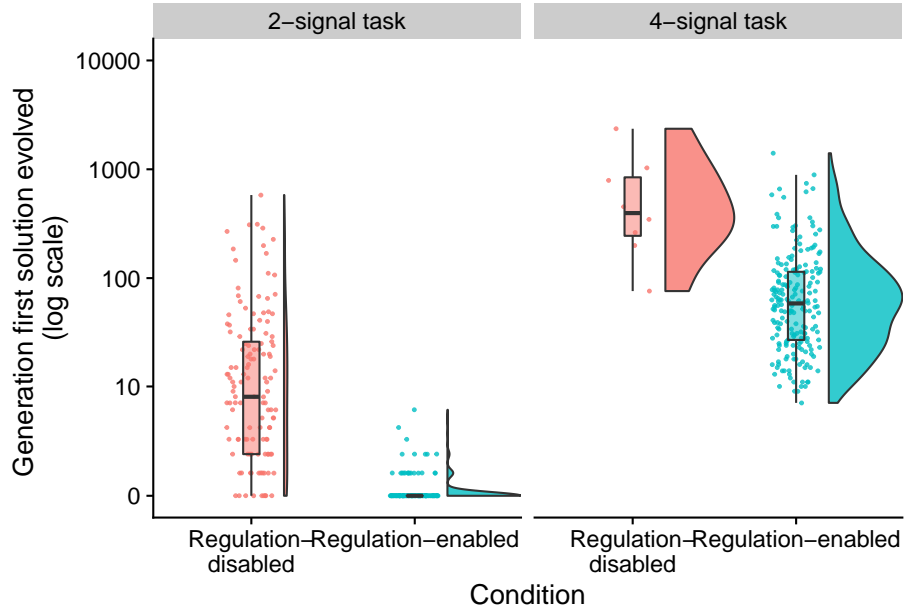 2−signal task
4−signal task
Generation first solution evolved
(log scale)
10000
1000
100
10
0
Regulation−
disabled
Regulation−enabled
Regulation−
disabled
Regulation−enabled
Condition